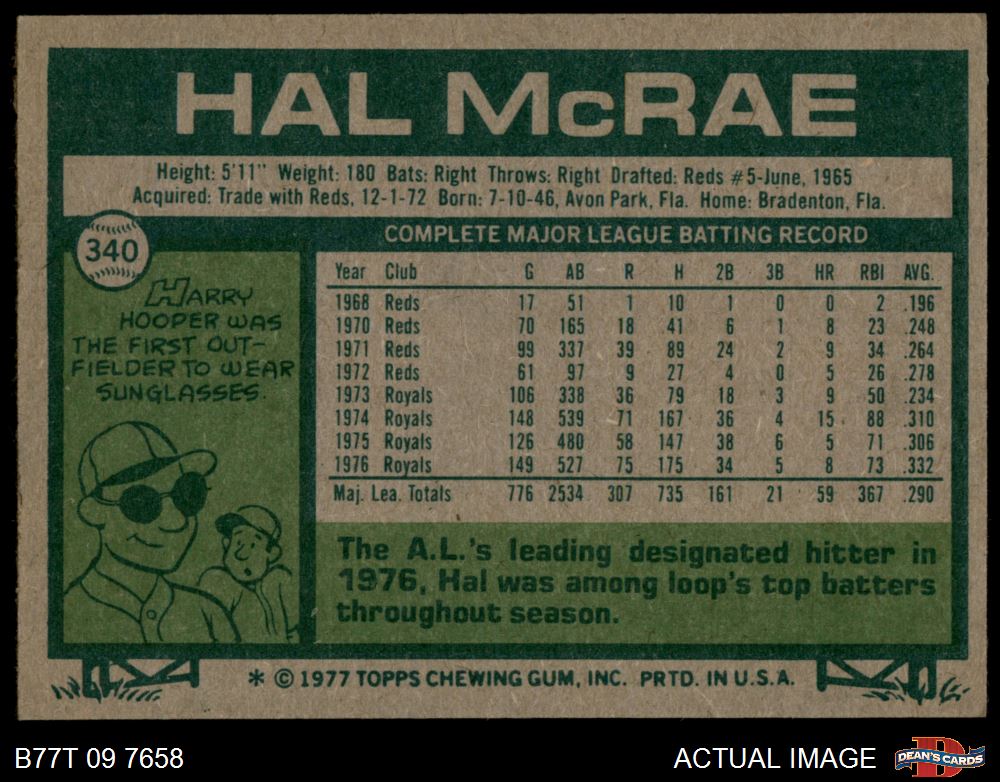 HAL McRAE
Height: 5'11" Weight: 180 Bats: Right Throws: Right Drafted: Reds #5-June, 1965
Acquired: Trade with Reds, 12-1-72 Born: 7-10-46, Avon Park, Fla. Home: Bradenton, Fla.
340
HARRY
HOOPER WAS
THE FIRST OUT-
FIELDER TO WEAR
SUNGLASSES.
COMPLETE MAJOR LEAGUE BATTING RECORD
Year Club G AB R H 2B 3B HR RBI AVG.
1968 Reds 17 51 1 10 1 0 0 2 .196
1970 Reds 70 165 18 41 6 1 8 23 .248
1971 Reds 99 337 39 89 24 2 9 34 .264
1972 Reds 61 97 9 27 4 0 5 26 .278
1973 Royals 106 338 36 79 18 3 9 50 .234
1974 Royals 148 539 71 167 36 4 15 88 .310
1975 Royals 126 480 58 147 38 6 5 71 .306
1976 Royals 149 527 75 175 34 5 8 73 .332
Maj. Lea. Totals 776 2534 307 735 161 21 59 367 .290
The A.L.'s leading designated hitter in
1976, Hal was among loop's top batters
throughout season.
* © 1977 TOPPS CHEWING GUM, INC. PRTD. IN U.S.A.
B77T 09 7658
ACTUAL IMAGE
D
DEAN'S CARDS